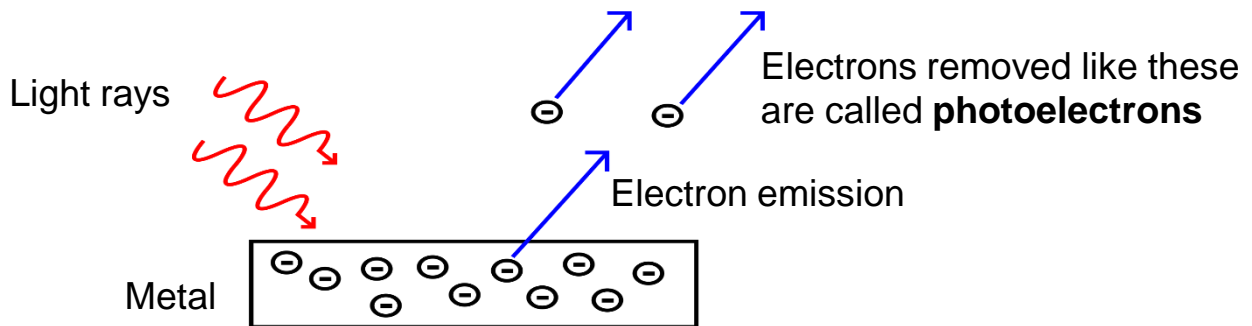 Light rays
Electrons removed like these
are called photoelectrons
Electron emission
Metal